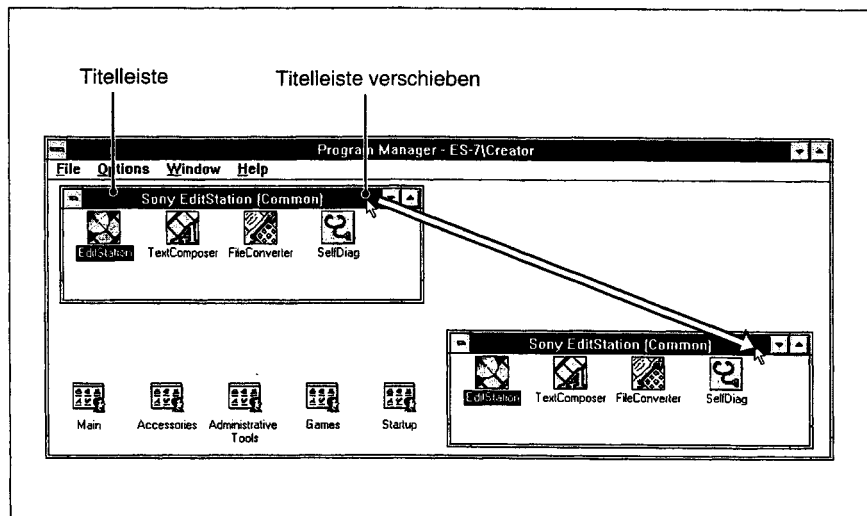 Titelleiste
Titelleiste verschieben
Program Manager - ES-7\Creator
File Options Window Help
Sony EditStation (Common)
EditStation TextComposer FileConverter SelfDiag
Sony EditStation (Common)
EditStation TextComposer FileConverter SelfDiag
Main Accessories Administrative Tools Games Startup